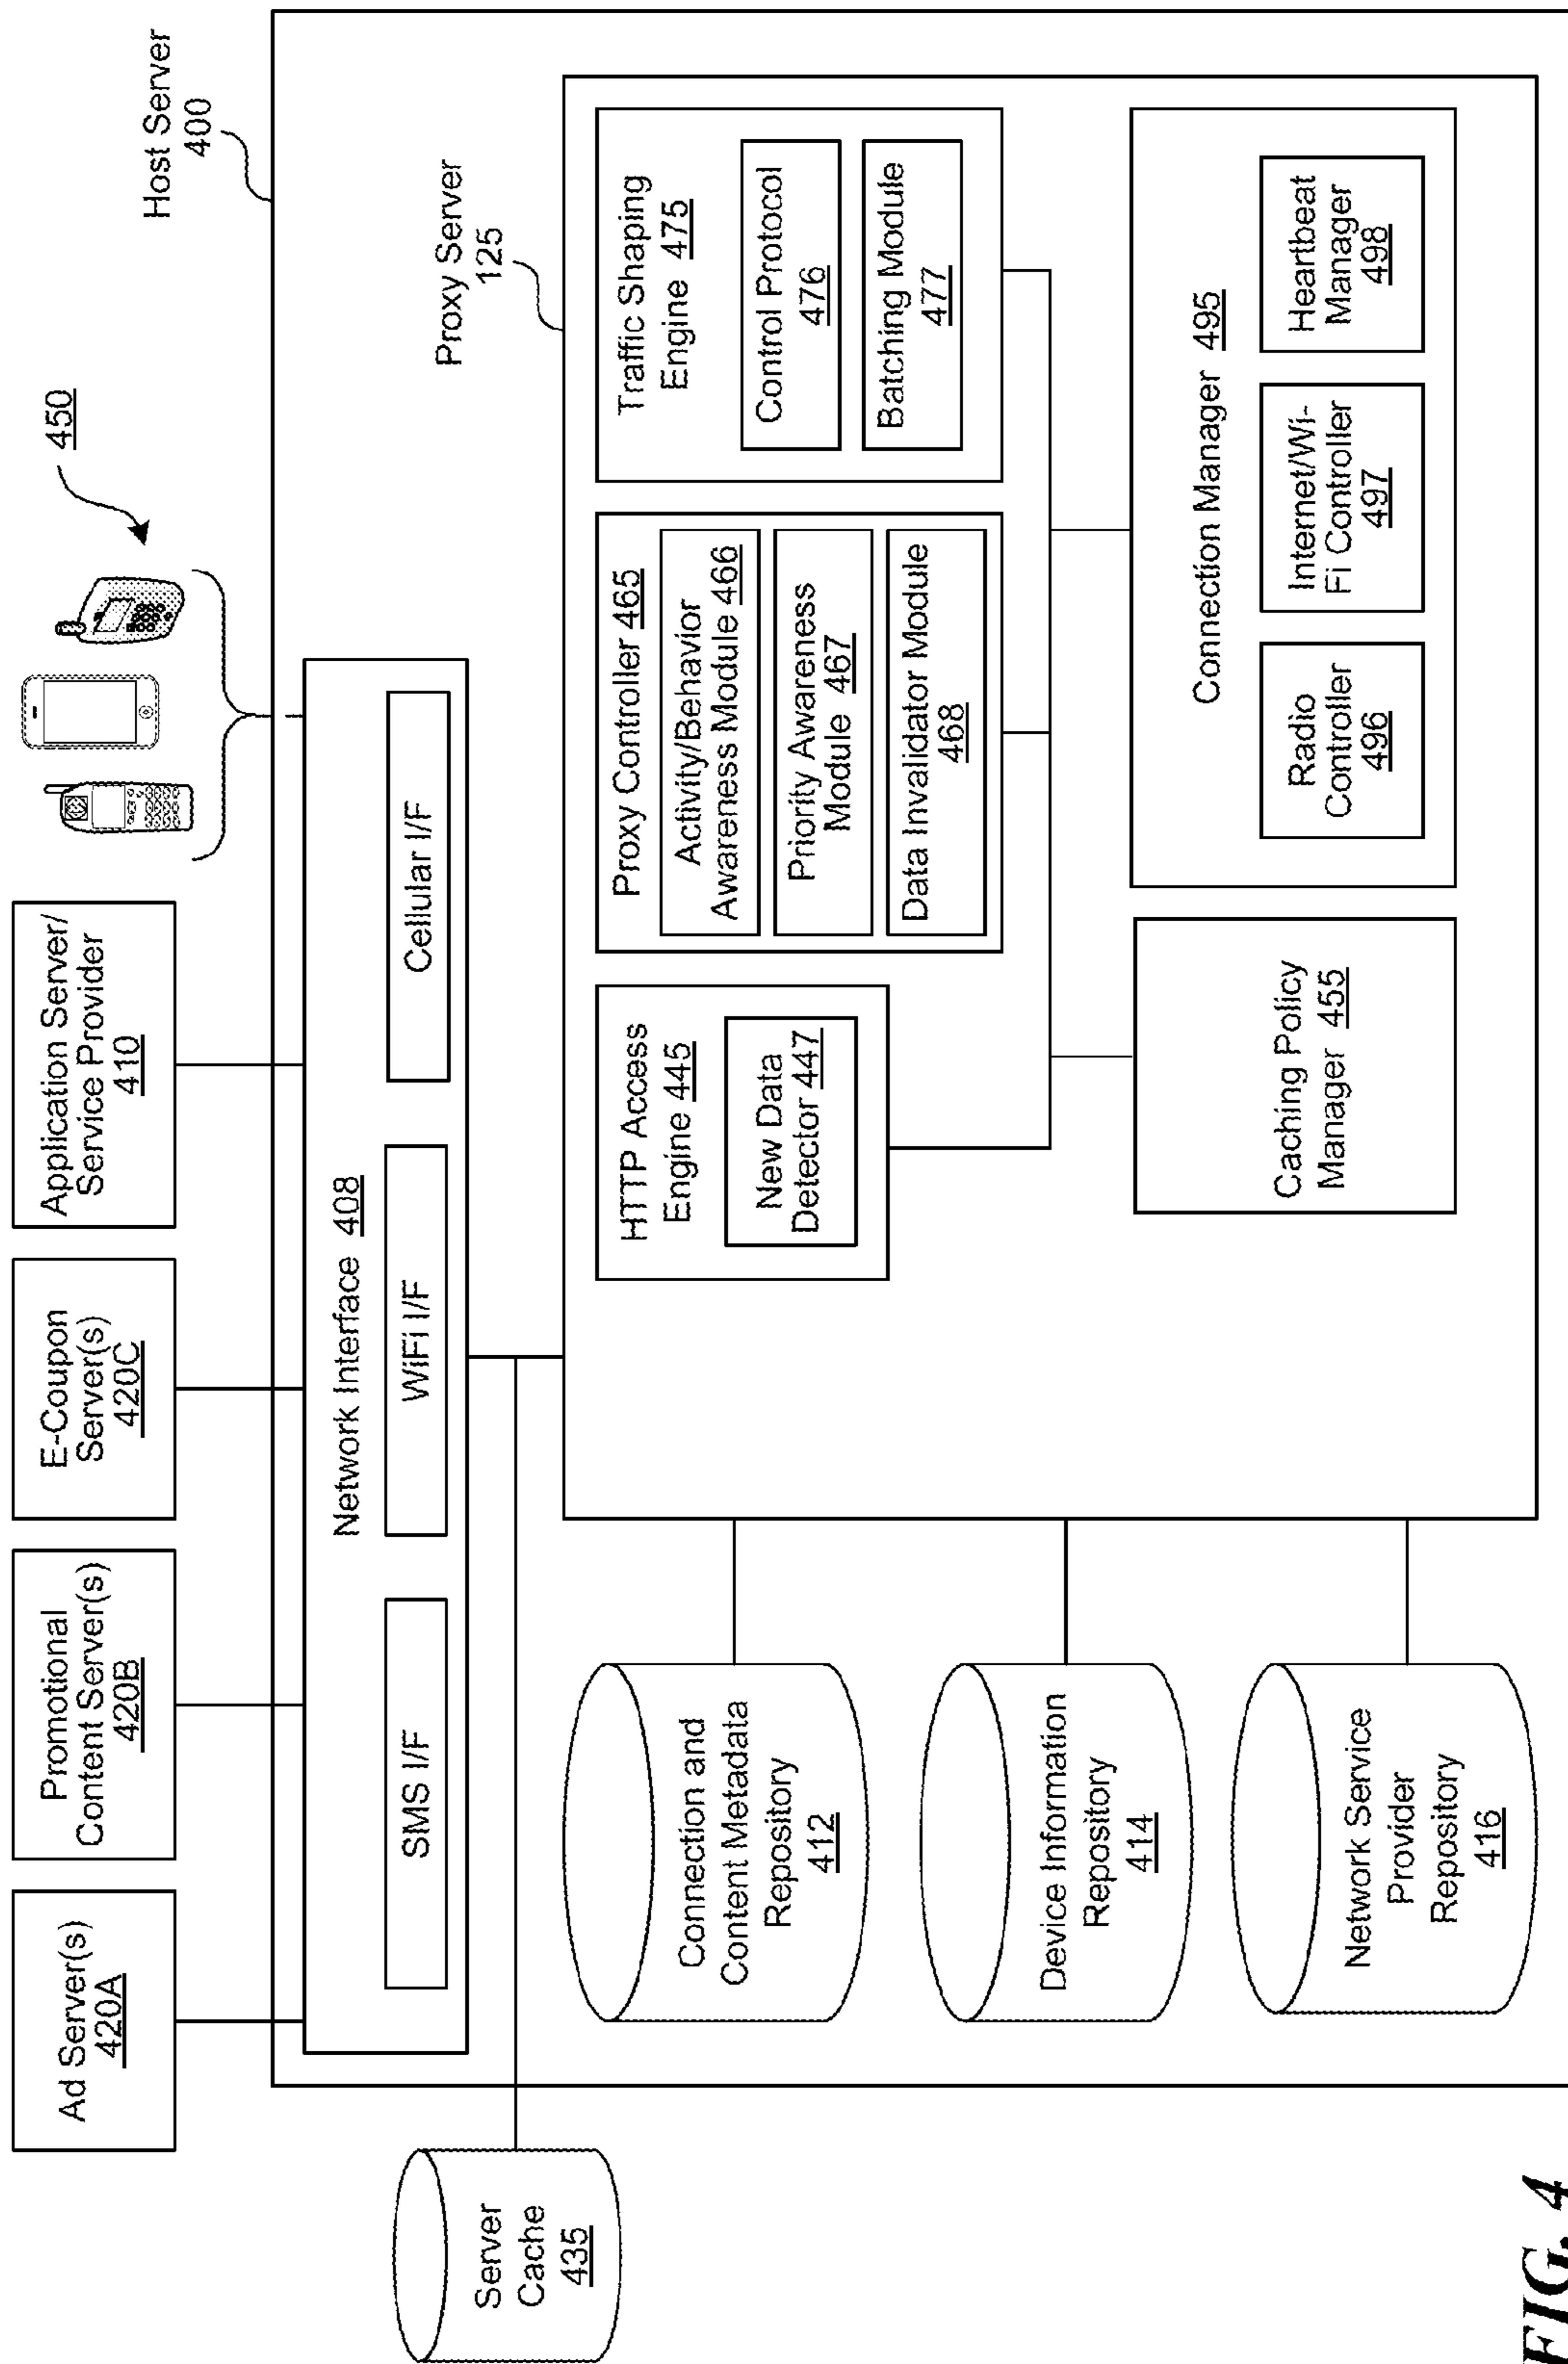 Ad Server(s)
420A
Promotional
Content Server(s)
420B
E-Coupon
Server(s)
420C
Application Server/
Service Provider
410
450
Host Server
400
Network Interface 408
SMS I/F
WiFi I/F
Cellular I/F
Server
Cache
435
Proxy Server
125
Connection and
Content Metadata
Repository
412
Device Information
Repository
414
Network Service
Provider
Repository
416
HTTP Access
Engine 445
New Data
Detector 447
Proxy Controller 465
Activity/Behavior
Awareness Module 466
Priority Awareness
Module 467
Data Invalidator Module
468
Traffic Shaping
Engine 475
Control Protocol
476
Batching Module
477
Caching Policy
Manager 455
Connection Manager 495
Radio
Controller
496
Internet/Wi-
Fi Controller
497
Heartbeat
Manager
498
FIG. 4